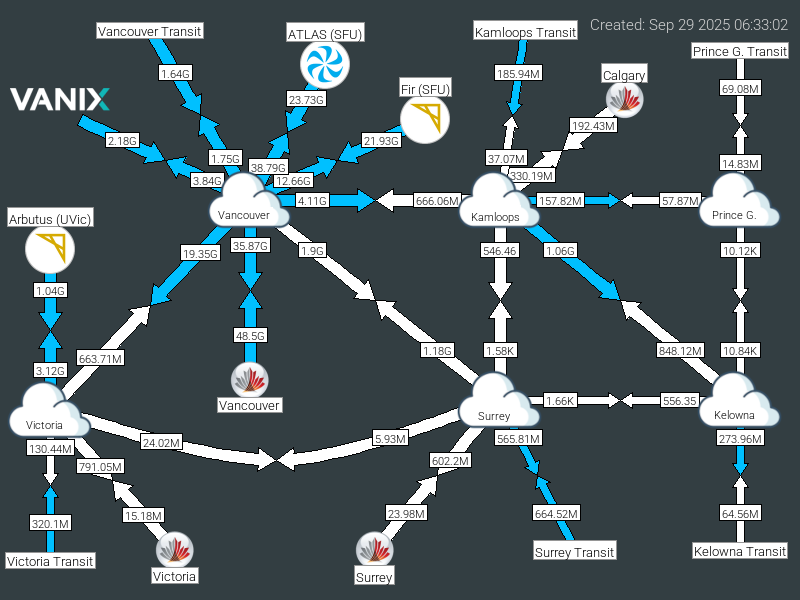 Created: Sep 29 2025 06:33:02
Vancouver Transit
ATLAS (SFU)
Kamloops Transit
Prince G. Transit
1.64G
185.94M
Calgary
Fir (SFU)
69.08M
VANIX
23.73G
192.43M
2.18G
21.93G
1.75G
37.07M
14.83M
38.79G
330.19M
3.84G
12.66G
4.11G
666.06M
157.82M
57.87M
Vancouver
Kamloops
Prince G.
Arbutus (UVic)
19.35G
35.87G
1.9G
546.46
1.06G
10.12K
1.04G
48.5G
663.71M
1.18G
1.58K
848.12M
10.84K
3.12G
Vancouver
1.66K
556.35
Victoria
Surrey
Kelowna
130.44M
24.02M
5.93M
565.81M
273.96M
791.05M
602.2M
320.1M
15.18M
23.98M
664.52M
64.56M
Victoria Transit
Victoria
Surrey
Surrey Transit
Kelowna Transit